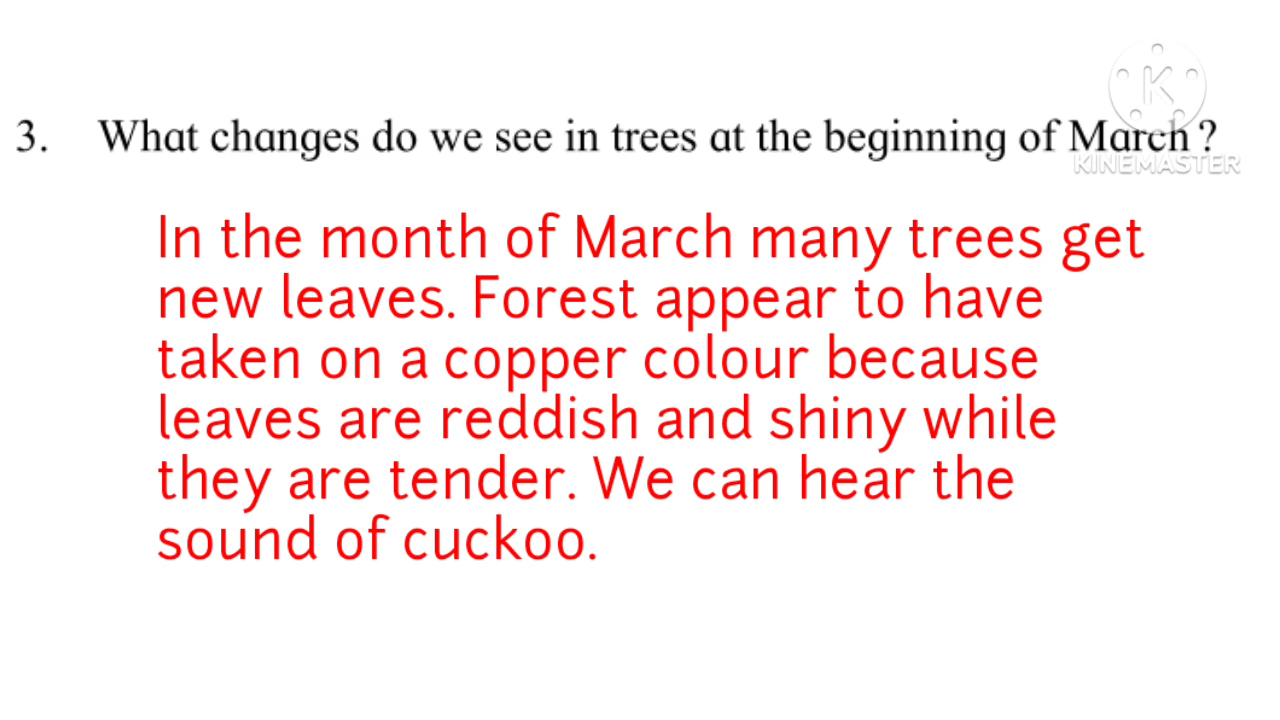 3. What changes do we see in trees at the beginning of March?
KINEMASTER
In the month of March many trees get
new leaves. Forest appear to have
taken on a copper colour because
leaves are reddish and shiny while
they are tender. We can hear the
sound of cuckoo.